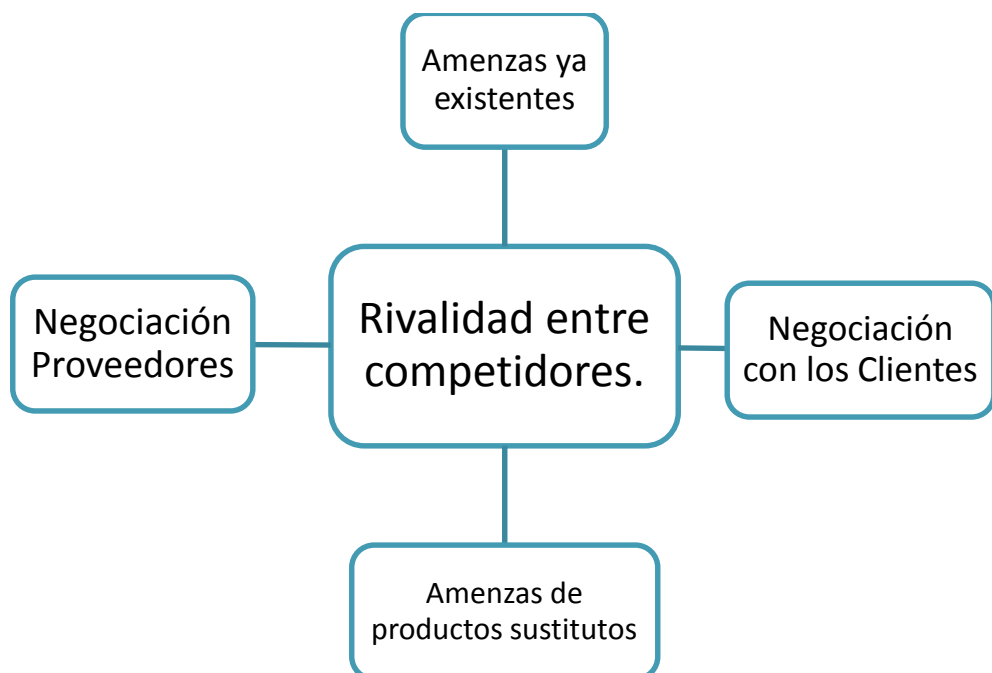 Amenzas ya
existentes
Negociación
Proveedores
Rivalidad entre
competidores.
Negociación
con los Clientes
Amenzas de
productos sustitutos